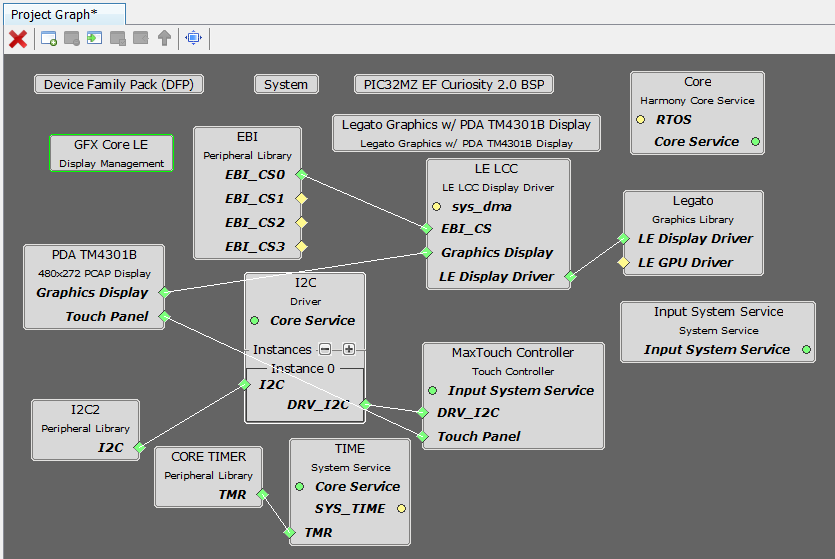 Project Graph*
Device Family Pack (DFP)
System
PIC32MZ EF Curiosity 2.0 BSP
Core
Harmony Core Service
RTOS
Core Service
Legato Graphics w/ PDA TM4301B Display
Legato Graphics w/ PDA TM4301B Display
GFX Core LE
Display Management
EBI
Peripheral Library
EBI_CS0
EBI_CS1
EBI_CS2
EBI_CS3
LE LCC
LE LCC Display Driver
sys_dma
EBI_CS
Graphics Display
LE Display Driver
Legato
Graphics Library
LE Display Driver
LE GPU Driver
PDA TM4301B
480x272 PCAP Display
Graphics Display
Touch Panel
I2C
Driver
Core Service
Instances
Instance 0
I2C
DRV_I2C
Input System Service
System Service
Input System Service
MaxTouch Controller
Touch Controller
Input System Service
DRV_I2C
Touch Panel
I2C2
Peripheral Library
I2C
CORE TIMER
Peripheral Library
TMR
TIME
System Service
Core Service
SYS_TIME
TMR